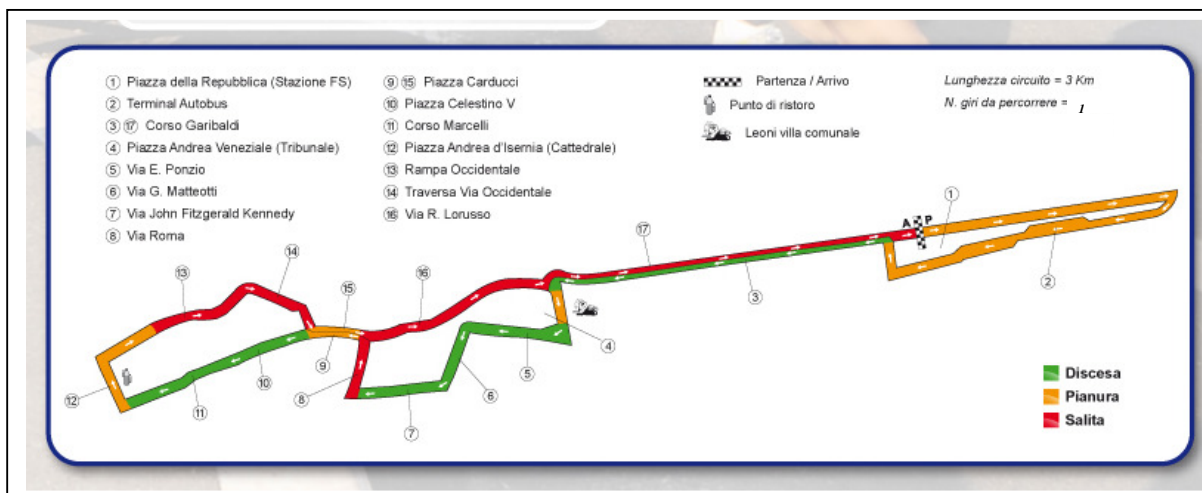 ① Piazza della Repubblica (Stazione FS)
② Terminal Autobus
③ ⑰ Corso Garibaldi
④ Piazza Andrea Veneziale (Tribunale)
⑤ Via E. Ponzio
⑥ Via G. Matteotti
⑦ Via John Fitzgerald Kennedy
⑧ Via Roma
⑨ ⑮ Piazza Carducci
⑩ Piazza Celestino V
⑪ Corso Marcelli
⑫ Piazza Andrea d'Isernia (Cattedrale)
⑬ Rampa Occidentale
⑭ Traversa Via Occidentale
⑯ Via R. Lorusso
Partenza / Arrivo
Punto di ristoro
Leoni villa comunale
Lunghezza circuito = 3 Km
N. giri da percorrere = 1
①
A P
⑰
⑭
⑬
⑮
⑯
②
③
④
⑨
⑤
⑩
⑥
⑫
⑪
⑧
⑦
Discesa
Pianura
Salita